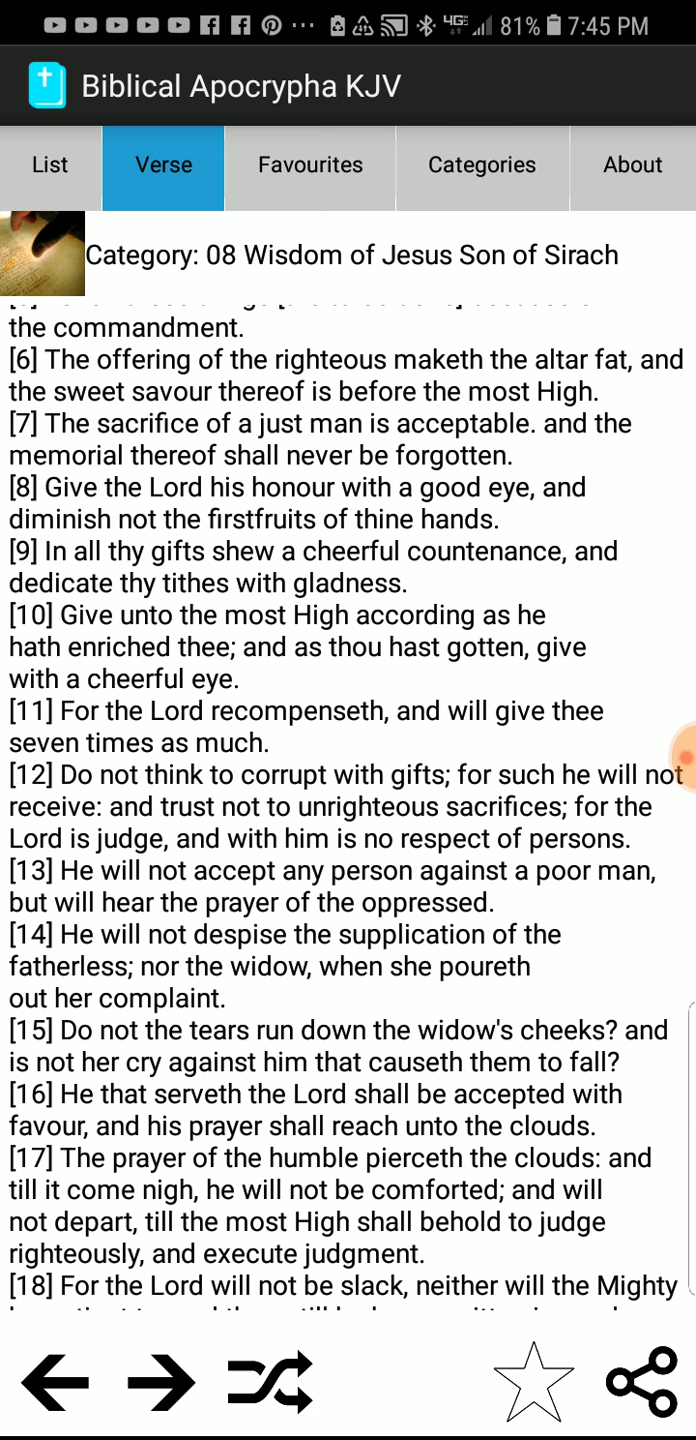 81% 7:45 PM
Biblical Apocrypha KJV
List Verse Favourites Categories About
Category: 08 Wisdom of Jesus Son of Sirach
the commandment.
[6] The offering of the righteous maketh the altar fat, and
the sweet savour thereof is before the most High.
[7] The sacrifice of a just man is acceptable. and the
memorial thereof shall never be forgotten.
[8] Give the Lord his honour with a good eye, and
diminish not the firstfruits of thine hands.
[9] In all thy gifts shew a cheerful countenance, and
dedicate thy tithes with gladness.
[10] Give unto the most High according as he
hath enriched thee; and as thou hast gotten, give
with a cheerful eye.
[11] For the Lord recompenseth, and will give thee
seven times as much.
[12] Do not think to corrupt with gifts; for such he will not
receive: and trust not to unrighteous sacrifices; for the
Lord is judge, and with him is no respect of persons.
[13] He will not accept any person against a poor man,
but will hear the prayer of the oppressed.
[14] He will not despise the supplication of the
fatherless; nor the widow, when she poureth
out her complaint.
[15] Do not the tears run down the widow's cheeks? and
is not her cry against him that causeth them to fall?
[16] He that serveth the Lord shall be accepted with
favour, and his prayer shall reach unto the clouds.
[17] The prayer of the humble pierceth the clouds: and
till it come nigh, he will not be comforted; and will
not depart, till the most High shall behold to judge
righteously, and execute judgment.
[18] For the Lord will not be slack, neither will the Mighty